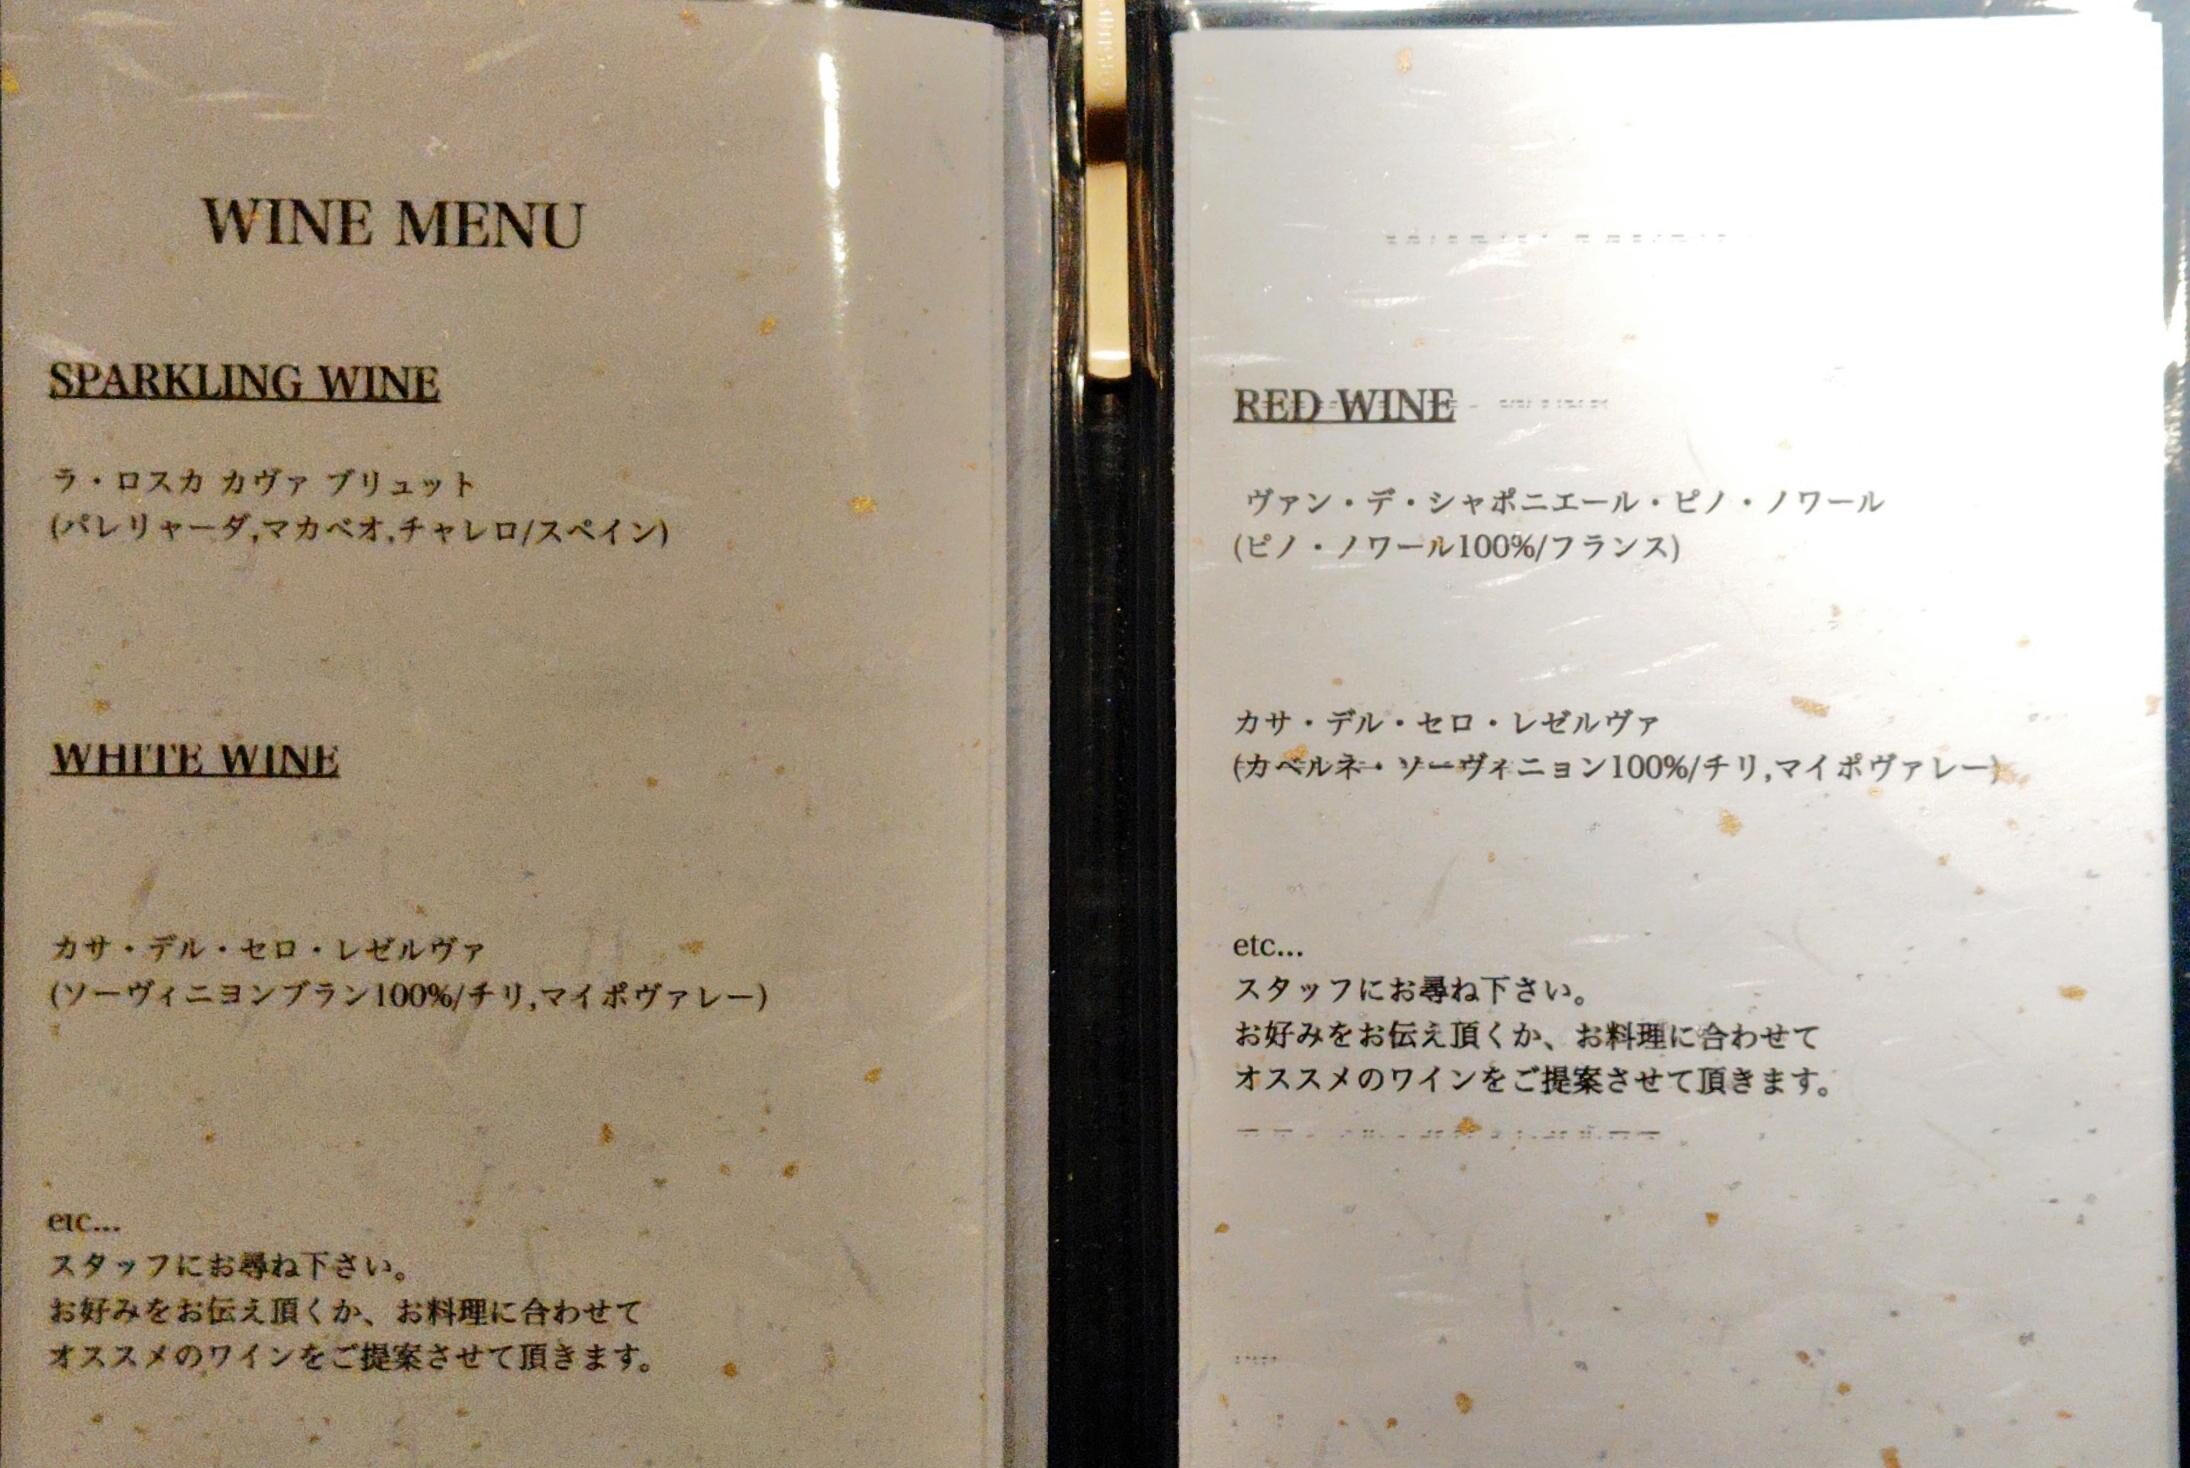 WINE MENU
SPARKLING WINE
ラ・ロスカ カヴァ ブリュット
(パレリャーダ,マカベオ,チャレロ/スペイン)
WHITE WINE
カサ・デル・セロ・レゼルヴァ
(ソーヴィニヨンブラン100%/チリ,マイポヴァレー)
etc...
スタッフにお尋ね下さい。
お好みをお伝え頂くか、お料理に合わせて
オススメのワインをご提案させて頂きます。
RED WINE
ヴァン・デ・シャポニエール・ピノ・ノワール
(ピノ・ノワール100%/フランス)
カサ・デル・セロ・レゼルヴァ
(カベルネ・ソーヴィニョン100%/チリ,マイポヴァレー)
etc...
スタッフにお尋ね下さい。
お好みをお伝え頂くか、お料理に合わせて
オススメのワインをご提案させて頂きます。